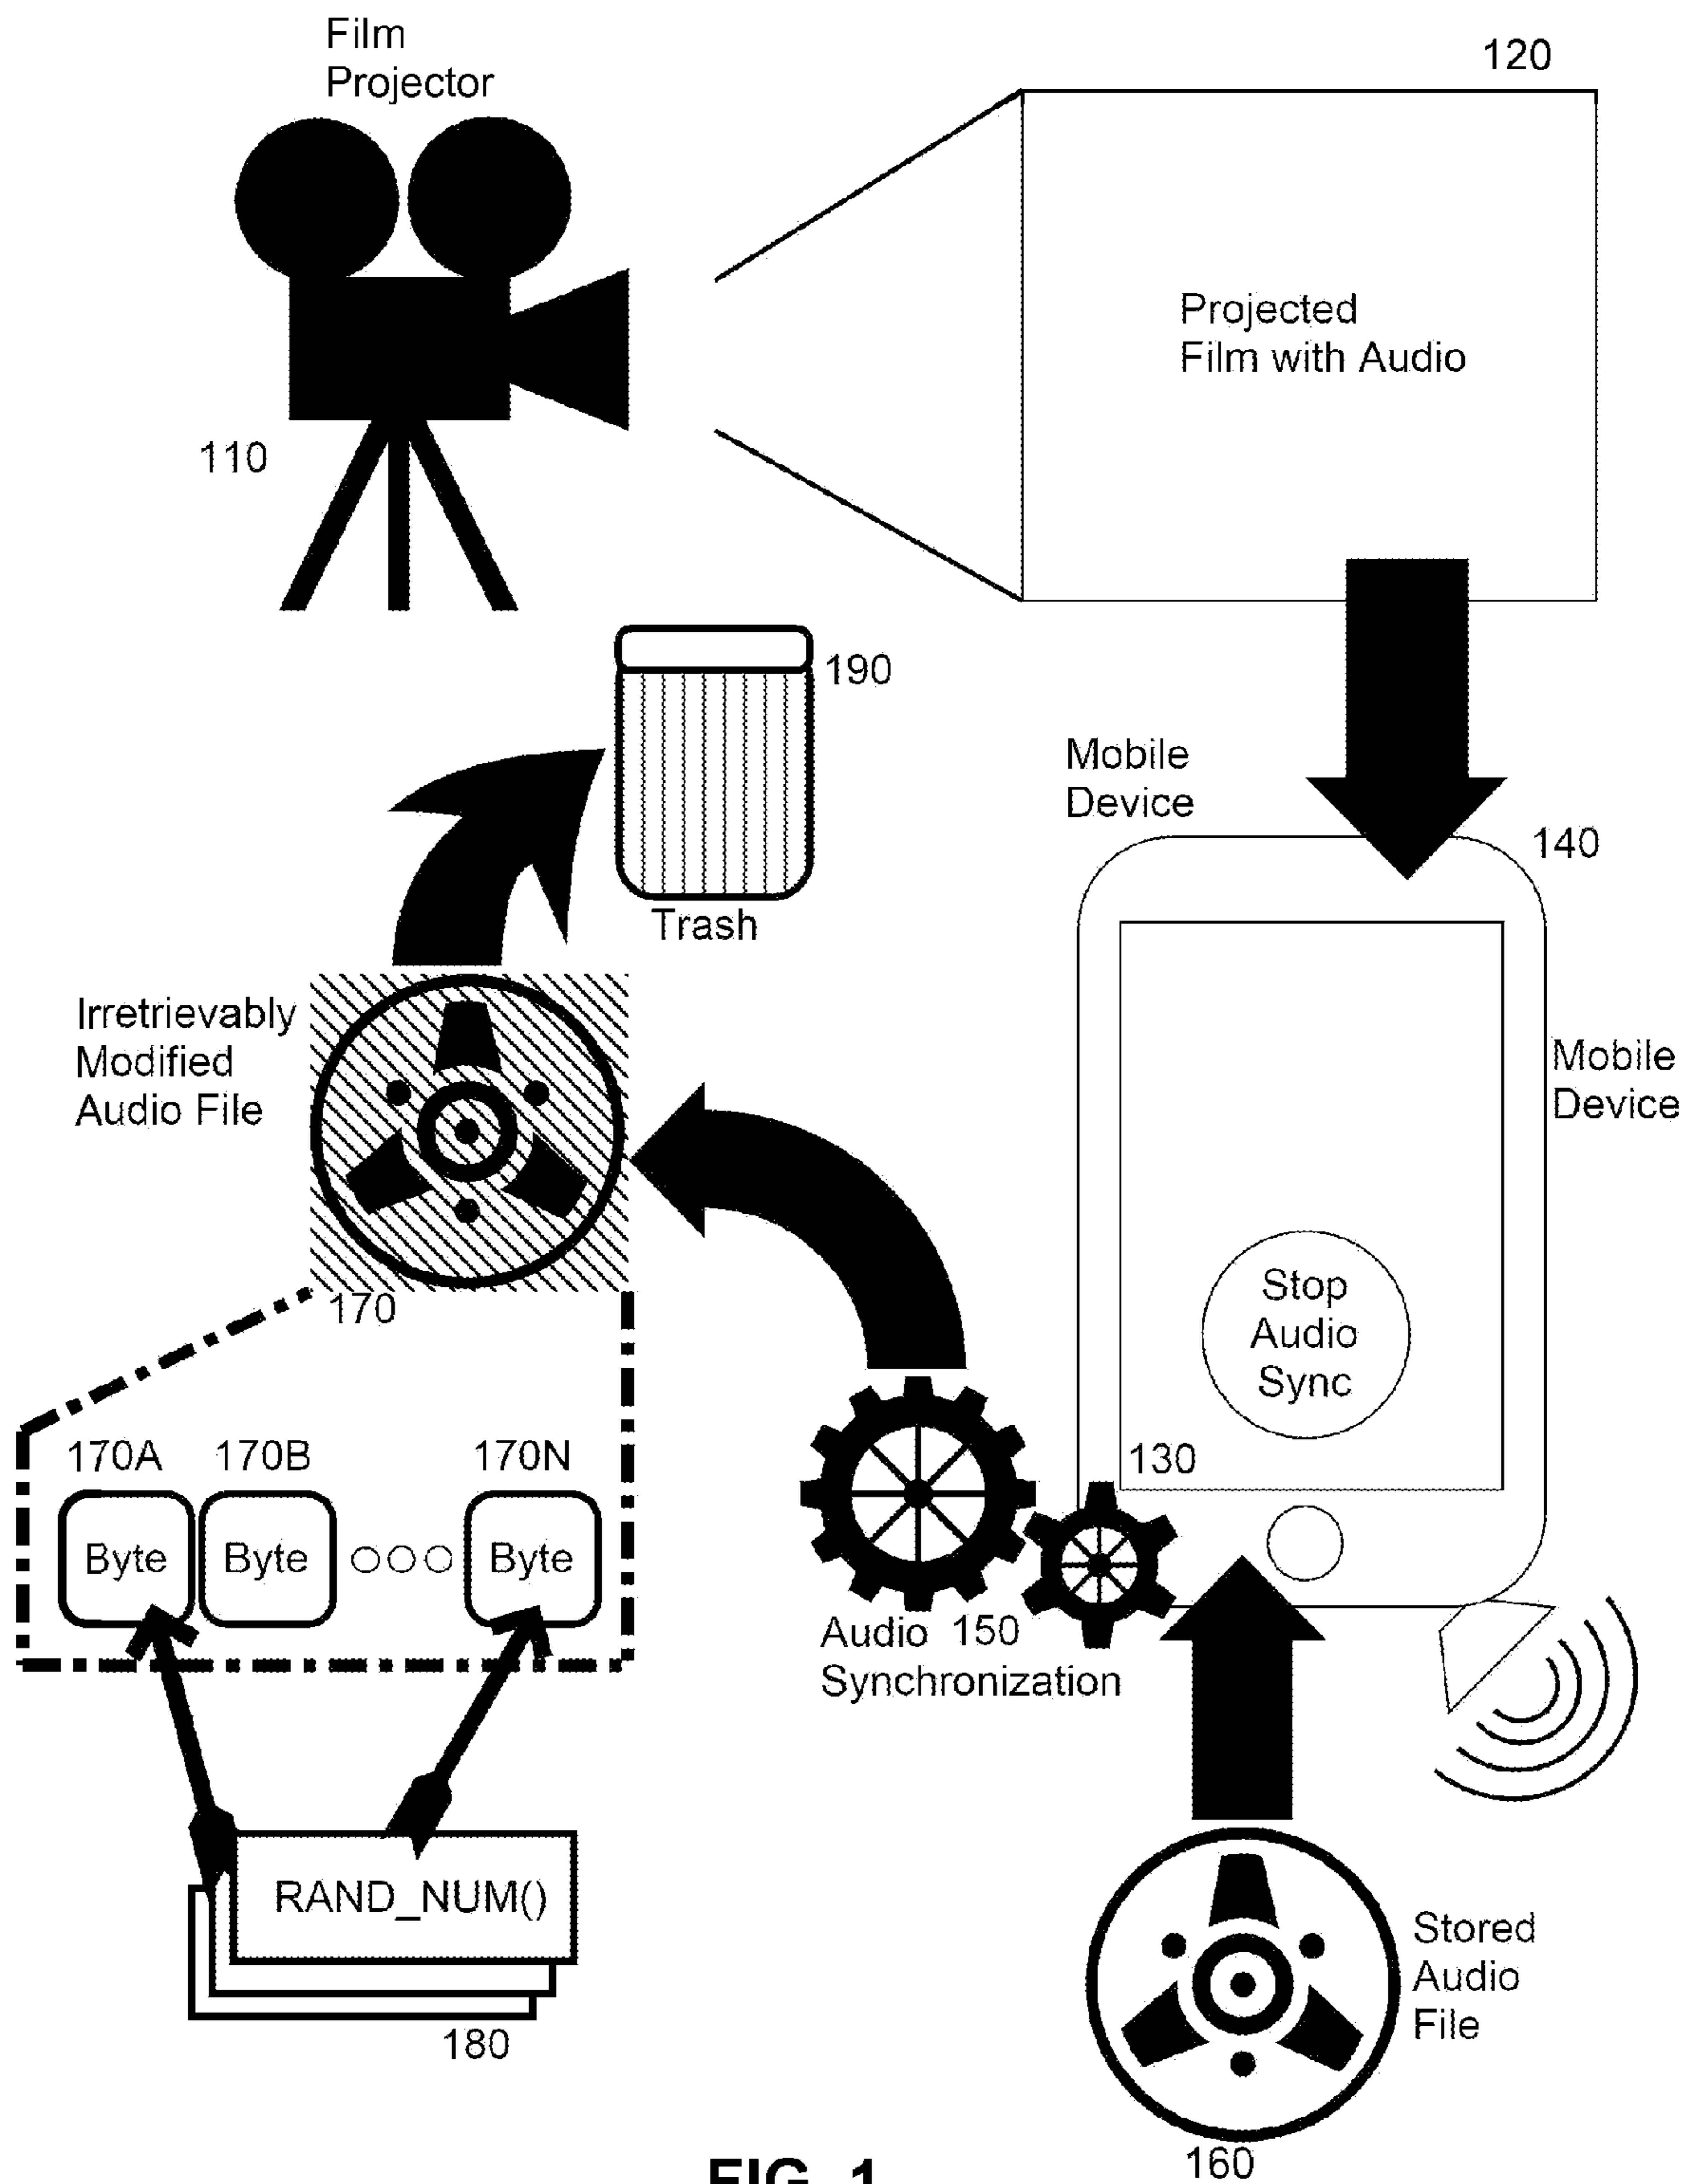 Film
Projector
120
Projected
Film with Audio
110
190
Mobile
Device
140
Trash
Irretrievably
Modified
Audio File
Mobile
Device
Stop
Audio
Sync
170
170A 170B 170N
130
Byte Byte Byte
Audio 150
Synchronization
RAND_NUM()
Stored
Audio
File
180
160
FIG. 1